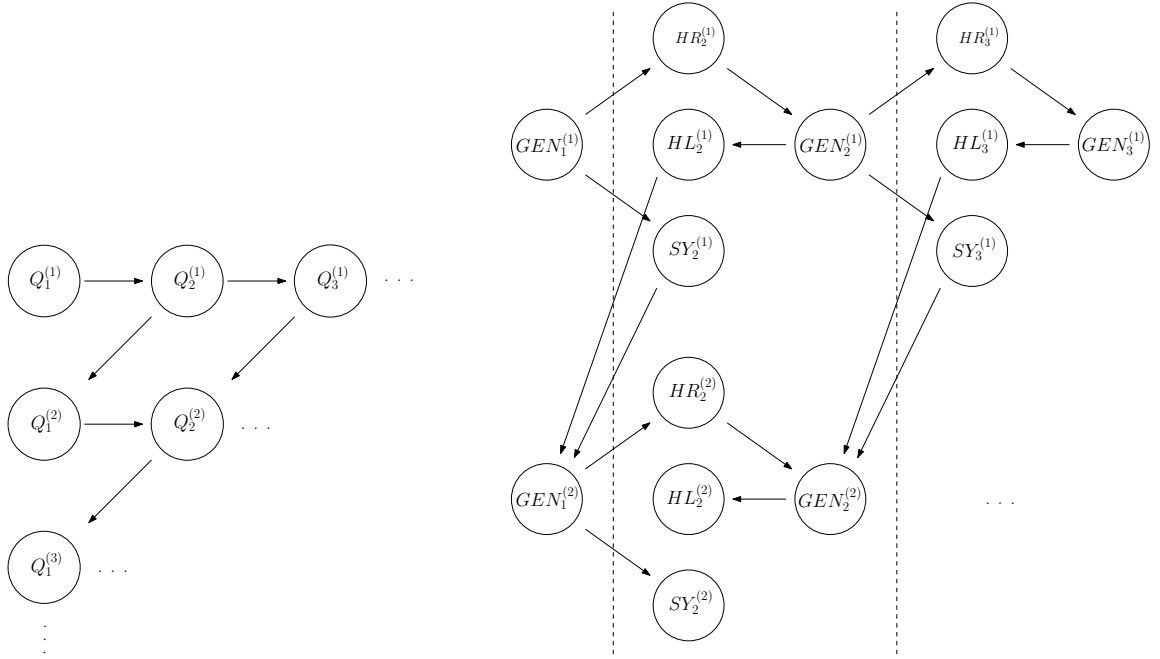 Q_1^{(1)} Q_2^{(1)} Q_3^{(1)} . . .
Q_1^{(2)} Q_2^{(2)} . . .
Q_1^{(3)} . . .
.
.
.
HR_2^{(1)} HR_3^{(1)}
GEN_1^{(1)} HL_2^{(1)} GEN_2^{(1)} HL_3^{(1)} GEN_3^{(1)}
SY_2^{(1)} SY_3^{(1)}
HR_2^{(2)}
GEN_1^{(2)} HL_2^{(2)} GEN_2^{(2)} . . .
SY_2^{(2)}